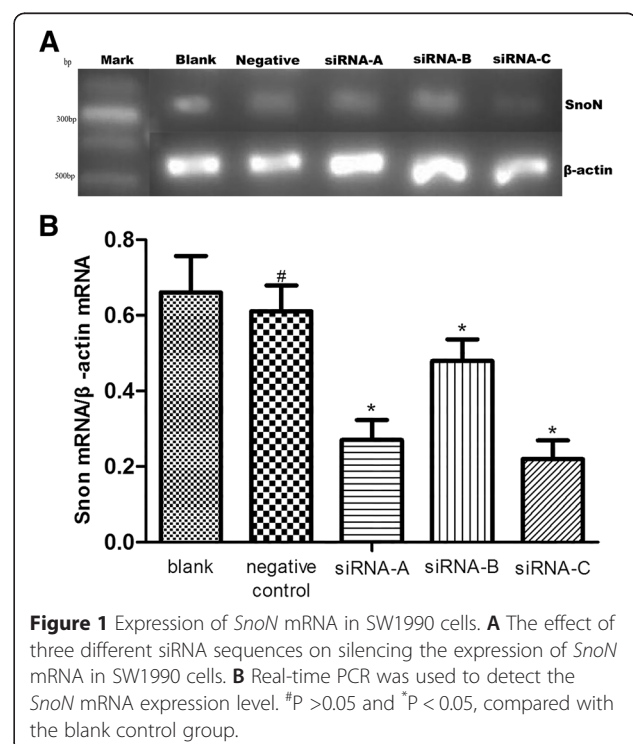 A
bp Mark Blank Negative siRNA-A siRNA-B siRNA-C
SnoN
300bp
β-actin
500bp
B
Snon mRNA/β -actin mRNA
0.8
0.6
0.4
0.2
0.0
#
*
*
*
blank negative control siRNA-A siRNA-B siRNA-C
Figure 1 Expression of SnoN mRNA in SW1990 cells. A The effect of
three different siRNA sequences on silencing the expression of SnoN
mRNA in SW1990 cells. B Real-time PCR was used to detect the
SnoN mRNA expression level. #P >0.05 and *P < 0.05, compared with
the blank control group.